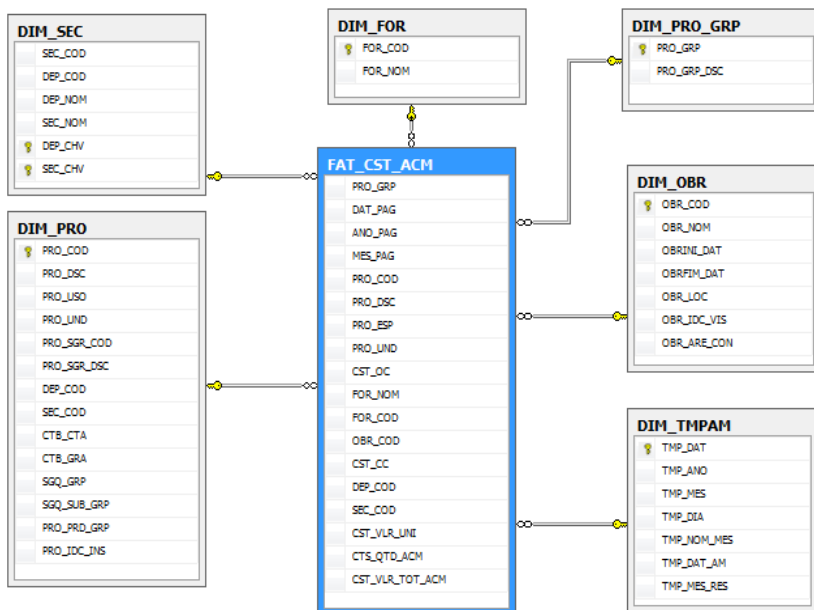 DIM_SEC
SEC_COD
DEP_COD
DEP_NOM
SEC_NOM
DEP_CHV
SEC_CHV
DIM_FOR
FOR_COD
FOR_NOM
DIM_PRO_GRP
PRO_GRP
PRO_GRP_DSC
DIM_PRO
PRO_COD
PRO_DSC
PRO_USO
PRO_UND
PRO_SGR_COD
PRO_SGR_DSC
DEP_COD
SEC_COD
CTB_CTA
CTB_GRA
SGQ_GRP
SGQ_SUB_GRP
PRO_PRD_GRP
PRO_IDC_INS
FAT_CST_ACM
PRO_GRP
DAT_PAG
ANO_PAG
MES_PAG
PRO_COD
PRO_DSC
PRO_ESP
PRO_UND
CST_OC
FOR_NOM
FOR_COD
OBR_COD
CST_CC
DEP_COD
SEC_COD
CST_VLR_UNI
CTS_QTD_ACM
CST_VLR_TOT_ACM
DIM_OBR
OBR_COD
OBR_NOM
OBRINI_DAT
OBRFIM_DAT
OBR_LOC
OBR_IDC_VIS
OBR_ARE_CON
DIM_TMPAM
TMP_DAT
TMP_ANO
TMP_MES
TMP_DIA
TMP_NOM_MES
TMP_DAT_AM
TMP_MES_RES